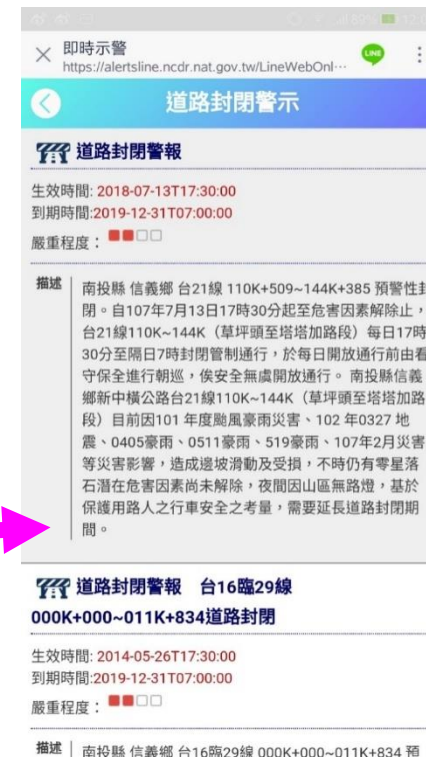 89% 12:0
即時示警
https://alertsline.ncdr.nat.gov.tw/LineWebOnl…
LINE
道路封閉警示
道路封閉警報
生效時間: 2018-07-13T17:30:00
到期時間:2019-12-31T07:00:00
嚴重程度：
描述
南投縣 信義鄉 台21線 110K+509~144K+385 預警性封
閉。自107年7月13日17時30分起至危害因素解除止，
台21線110K~144K（草坪頭至塔塔加路段）每日17時
30分至隔日7時封閉管制通行，於每日開放通行前由看
守保全進行朝巡，俟安全無虞開放通行。 南投縣信義
鄉新中橫公路台21線110K~144K（草坪頭至塔塔加路
段）目前因101 年度颱風豪雨災害、102 年0327 地
震、0405豪雨、0511豪雨、519豪雨、107年2月災害
等災害影響，造成邊坡滑動及受損，不時仍有零星落
石潛在危害因素尚未解除，夜間因山區無路燈，基於
保護用路人之行車安全之考量，需要延長道路封閉期
間。
道路封閉警報 台16臨29線
000K+000~011K+834道路封閉
生效時間: 2014-05-26T17:30:00
到期時間:2019-12-31T07:00:00
嚴重程度：
描述
南投縣 信義鄉 台16臨29線 000K+000~011K+834 預